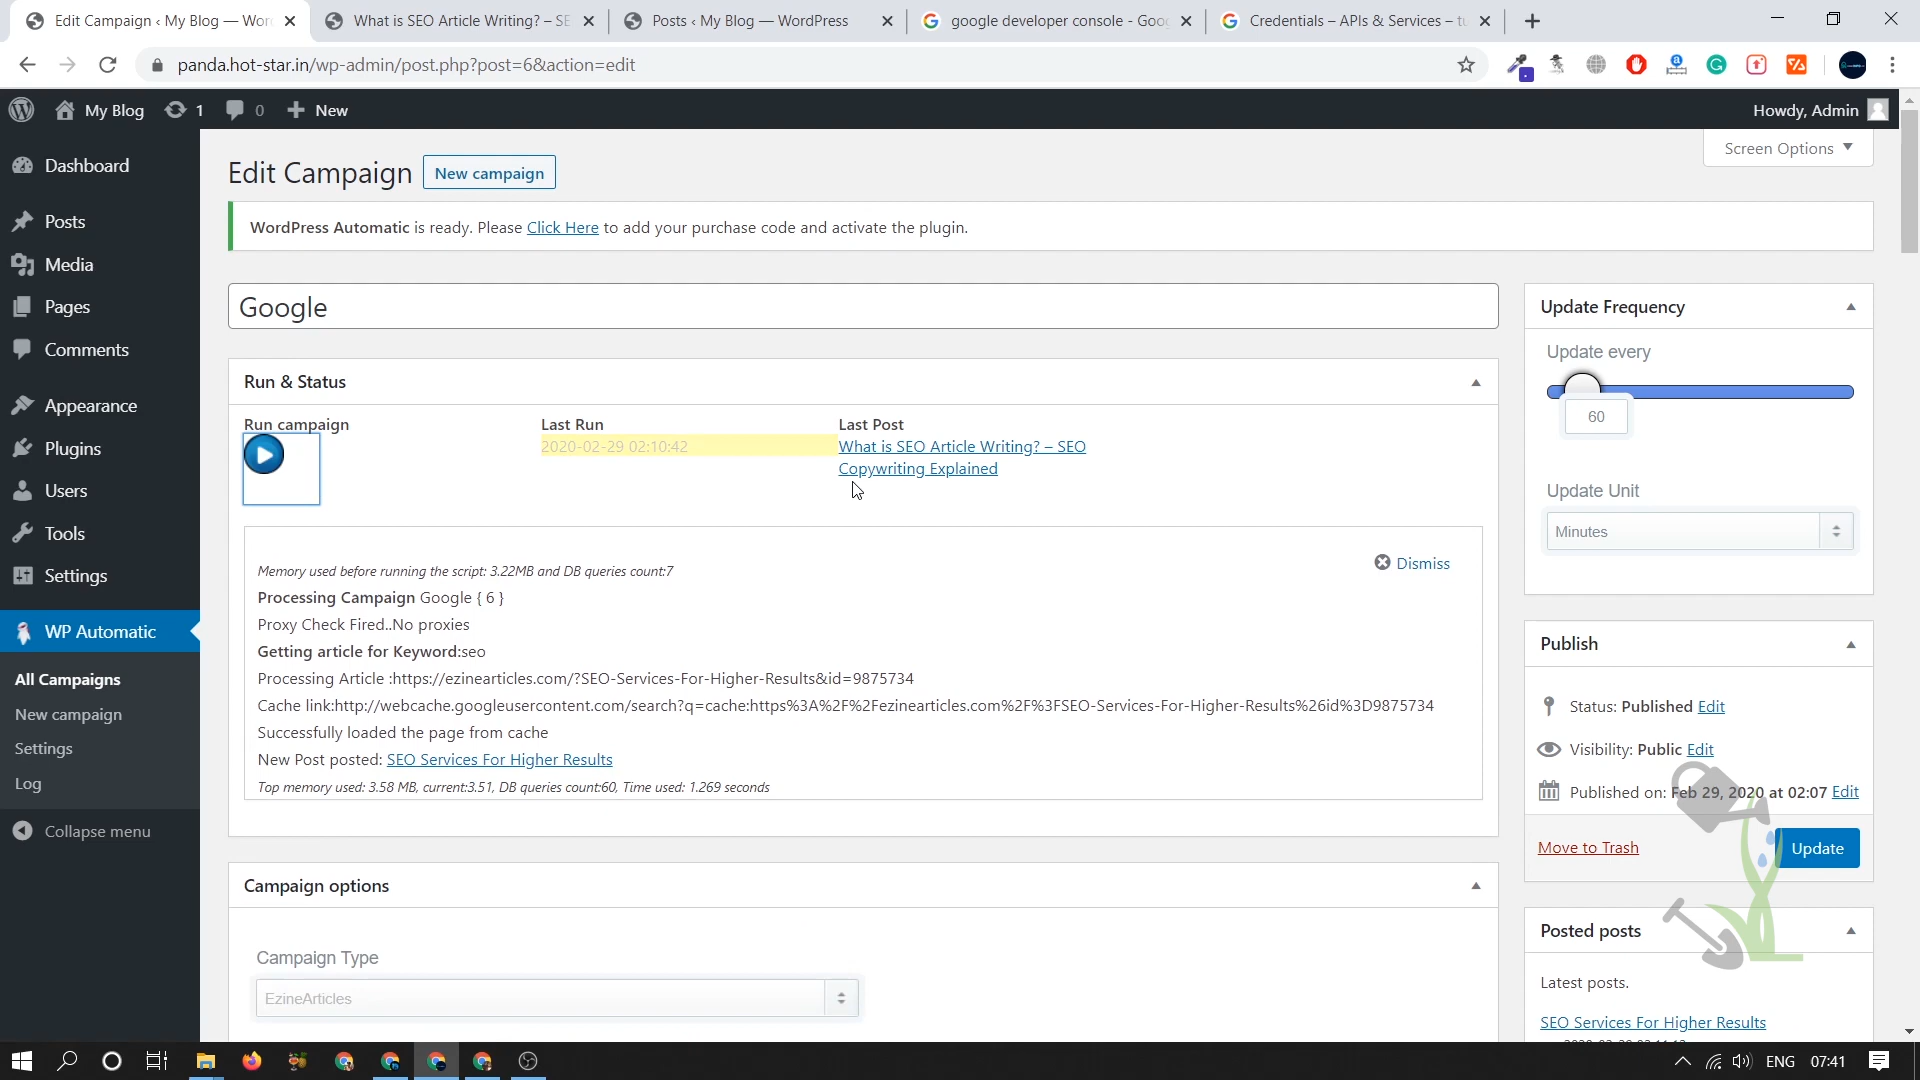 Edit Campaign ‹ My Blog — Wor
What is SEO Article Writing? – SE
Posts ‹ My Blog — WordPress
google developer console - Goog
Credentials – APIs & Services – tu
panda.hot-star.in/wp-admin/post.php?post=6&action=edit
My Blog
1
0
New
Howdy, Admin
Dashboard
Posts
Media
Pages
Comments
Appearance
Plugins
Users
Tools
Settings
WP Automatic
All Campaigns
New campaign
Settings
Log
Collapse menu
Screen Options
Edit Campaign
New campaign
WordPress Automatic is ready. Please Click Here to add your purchase code and activate the plugin.
Google
Run & Status
Run campaign
Last Run
2020-02-29 02:10:42
Last Post
What is SEO Article Writing? – SEO
Copywriting Explained
Dismiss
Memory used before running the script: 3.22MB and DB queries count:7
Processing Campaign Google { 6 }
Proxy Check Fired..No proxies
Getting article for Keyword:seo
Processing Article :https://ezinearticles.com/?SEO-Services-For-Higher-Results&id=9875734
Cache link:http://webcache.googleusercontent.com/search?q=cache:https%3A%2F%2Fezinearticles.com%2F%3FSEO-Services-For-Higher-Results%26id%3D9875734
Successfully loaded the page from cache
New Post posted: SEO Services For Higher Results
Top memory used: 3.58 MB, current:3.51, DB queries count:60, Time used: 1.269 seconds
Campaign options
Campaign Type
EzineArticles
Update Frequency
Update every
60
Update Unit
Minutes
Publish
Status: Published Edit
Visibility: Public Edit
Published on: Feb 29, 2020 at 02:07 Edit
Move to Trash
Update
Posted posts
Latest posts.
SEO Services For Higher Results
ENG
07:41